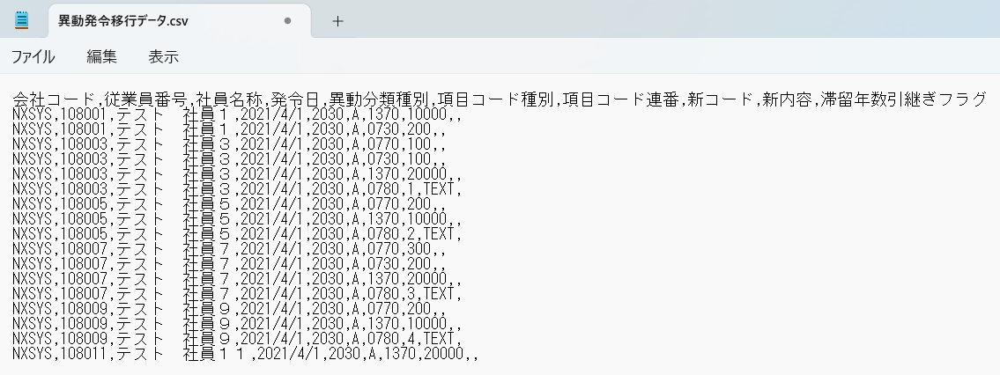 異動発令移行データ.csv
ファイル 編集 表示
会社コード,従業員番号,社員名称,発令日,異動分類種別,項目コード種別,項目コード連番,新コード,新内容,滞留年数引継ぎフラグ
NXSYS,108001,テスト　社員１,2021/4/1,2030,A,1370,10000,,
NXSYS,108001,テスト　社員１,2021/4/1,2030,A,0730,200,,
NXSYS,108003,テスト　社員３,2021/4/1,2030,A,0770,100,,
NXSYS,108003,テスト　社員３,2021/4/1,2030,A,0730,100,,
NXSYS,108003,テスト　社員３,2021/4/1,2030,A,1370,20000,,
NXSYS,108003,テスト　社員３,2021/4/1,2030,A,0780,1,TEXT,
NXSYS,108005,テスト　社員５,2021/4/1,2030,A,0770,200,,
NXSYS,108005,テスト　社員５,2021/4/1,2030,A,1370,10000,,
NXSYS,108005,テスト　社員５,2021/4/1,2030,A,0780,2,TEXT,
NXSYS,108007,テスト　社員７,2021/4/1,2030,A,0770,300,,
NXSYS,108007,テスト　社員７,2021/4/1,2030,A,0730,200,,
NXSYS,108007,テスト　社員７,2021/4/1,2030,A,1370,20000,,
NXSYS,108007,テスト　社員７,2021/4/1,2030,A,0780,3,TEXT,
NXSYS,108009,テスト　社員９,2021/4/1,2030,A,0770,200,,
NXSYS,108009,テスト　社員９,2021/4/1,2030,A,1370,10000,,
NXSYS,108009,テスト　社員９,2021/4/1,2030,A,0780,4,TEXT,
NXSYS,108011,テスト　社員１１,2021/4/1,2030,A,1370,20000,,